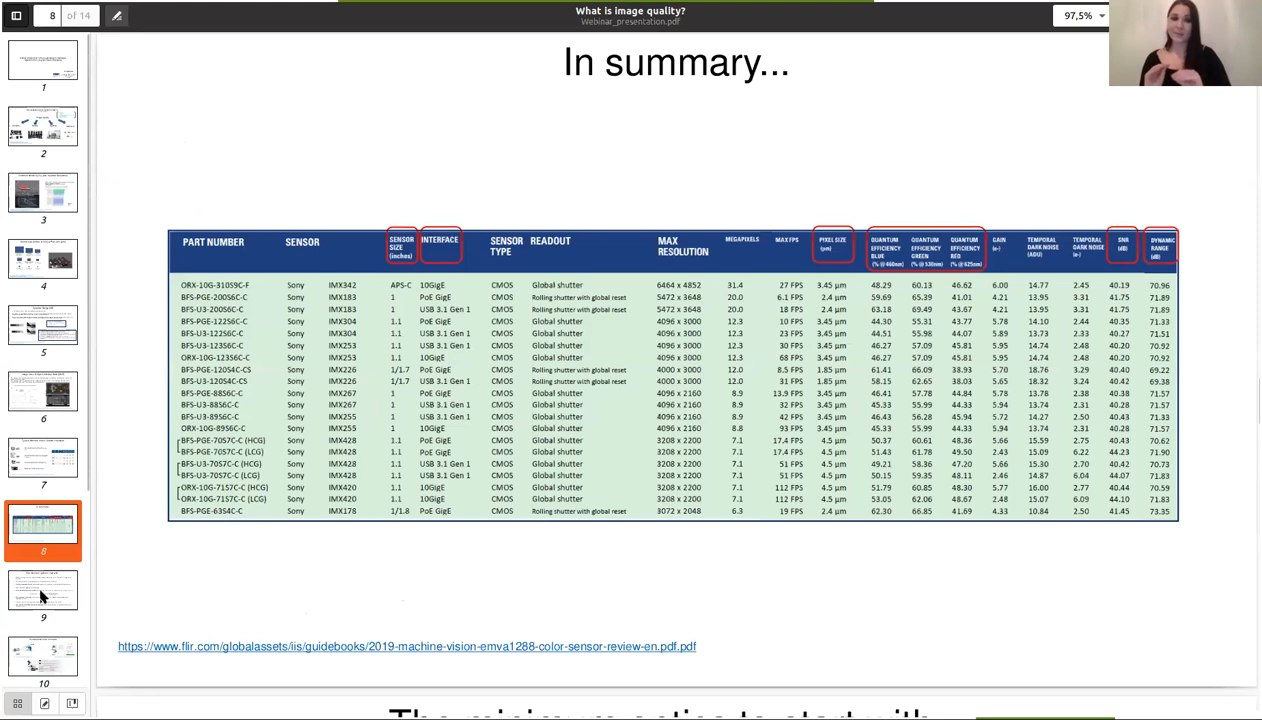 8 of 14
What is image quality?
Webinar_presentation.pdf
97,5%
1
2
3
4
5
6
7
8
9
10
In summary...
PART NUMBER SENSOR SENSOR SIZE (inches) INTERFACE SENSOR TYPE READOUT MAX RESOLUTION MEGAPIXELS MAX FPS PIXEL SIZE (µm) QUANTUM EFFICIENCY BLUE (% @ 460nm) QUANTUM EFFICIENCY GREEN (% @ 530nm) QUANTUM EFFICIENCY RED (% @ 625nm) GAIN (e-) TEMPORAL DARK NOISE (ADU) TEMPORAL DARK NOISE (e-) SNR (dB) DYNAMIC RANGE (dB)
ORX-10G-310S9C-F Sony IMX342 APS-C 10GigE CMOS Global shutter 6464 x 4852 31.4 27 FPS 3.45 µm 48.29 60.13 46.62 6.00 14.77 2.45 40.19 70.96
BFS-PGE-200S6C-C Sony IMX183 1 PoE GigE CMOS Rolling shutter with global reset 5472 x 3648 20.0 6.1 FPS 2.4 µm 59.69 65.39 41.01 4.21 13.95 3.31 41.75 71.89
BFS-U3-200S6C-C Sony IMX183 1 USB 3.1 Gen 1 CMOS Rolling shutter with global reset 5472 x 3648 20.0 18 FPS 2.4 µm 63.18 69.49 43.67 4.21 13.95 3.31 41.75 71.89
BFS-PGE-122S6C-C Sony IMX304 1.1 PoE GigE CMOS Global shutter 4096 x 3000 12.3 10 FPS 3.45 µm 44.30 55.31 43.77 5.78 14.10 2.44 40.35 71.33
BFS-U3-122S6C-C Sony IMX304 1.1 USB 3.1 Gen 1 CMOS Global shutter 4096 x 3000 12.3 23 FPS 3.45 µm 44.51 55.98 44.07 5.89 13.73 2.33 40.27 71.51
BFS-U3-123S6C-C Sony IMX253 1.1 USB 3.1 Gen 1 CMOS Global shutter 4096 x 3000 12.3 30 FPS 3.45 µm 46.27 57.09 45.81 5.95 14.74 2.48 40.20 70.92
ORX-10G-123S6C-C Sony IMX253 1.1 10GigE CMOS Global shutter 4096 x 3000 12.3 68 FPS 3.45 µm 46.27 57.09 45.81 5.95 14.74 2.48 40.20 70.92
BFS-PGE-120S4C-CS Sony IMX226 1/1.7 PoE GigE CMOS Rolling shutter with global reset 4000 x 3000 12.0 8.5 FPS 1.85 µm 61.41 66.09 38.93 5.70 18.76 3.29 40.40 69.22
BFS-U3-120S4C-CS Sony IMX226 1/1.7 USB 3.1 Gen 1 CMOS Rolling shutter with global reset 4000 x 3000 12.0 31 FPS 1.85 µm 58.15 62.65 38.03 5.65 18.32 3.24 40.42 69.38
BFS-PGE-88S6C-C Sony IMX267 1 PoE GigE CMOS Global shutter 4096 x 2160 8.9 13.9 FPS 3.45 µm 46.41 57.78 44.84 5.78 13.78 2.38 40.38 71.57
BFS-U3-88S6C-C Sony IMX267 1 USB 3.1 Gen 1 CMOS Global shutter 4096 x 2160 8.9 32 FPS 3.45 µm 45.33 55.99 44.33 5.94 13.74 2.31 40.28 71.57
BFS-U3-89S6C-C Sony IMX255 1 USB 3.1 Gen 1 CMOS Global shutter 4096 x 2160 8.9 42 FPS 3.45 µm 46.43 56.28 45.94 5.72 14.27 2.50 40.43 71.33
ORX-10G-89S6C-C Sony IMX255 1 10GigE CMOS Global shutter 4096 x 2160 8.8 93 FPS 3.45 µm 45.33 55.99 44.33 5.94 13.74 2.31 40.28 71.57
BFS-PGE-70S7C-C (HCG) Sony IMX428 1.1 PoE GigE CMOS Global shutter 3208 x 2200 7.1 17.4 FPS 4.5 µm 50.37 60.61 48.36 5.66 15.59 2.75 40.43 70.62
BFS-PGE-70S7C-C (LCG) Sony IMX428 1.1 PoE GigE CMOS Global shutter 3208 x 2200 7.1 17.4 FPS 4.5 µm 51.43 61.78 49.50 2.43 15.09 6.22 44.23 71.90
BFS-U3-70S7C-C (HCG) Sony IMX428 1.1 USB 3.1 Gen 1 CMOS Global shutter 3208 x 2200 7.1 51 FPS 4.5 µm 49.21 58.36 47.20 5.66 15.30 2.70 40.42 70.73
BFS-U3-70S7C-C (LCG) Sony IMX428 1.1 USB 3.1 Gen 1 CMOS Global shutter 3208 x 2200 7.1 51 FPS 4.5 µm 50.15 59.35 48.11 2.46 14.87 6.04 44.07 71.83
ORX-10G-71S7C-C (HCG) Sony IMX420 1.1 10GigE CMOS Global shutter 3208 x 2200 7.1 112 FPS 4.5 µm 51.79 60.85 48.30 5.77 16.00 2.77 40.44 70.59
ORX-10G-71S7C-C (LCG) Sony IMX420 1.1 10GigE CMOS Global shutter 3208 x 2200 7.1 112 FPS 4.5 µm 53.05 62.06 48.67 2.48 15.07 6.09 44.10 71.83
BFS-PGE-63S4C-C Sony IMX178 1/1.8 PoE GigE CMOS Rolling shutter with global reset 3072 x 2048 6.3 19 FPS 2.4 µm 62.30 66.85 41.69 4.33 10.84 2.50 41.45 73.35
https://www.flir.com/globalassets/iis/guidebooks/2019-machine-vision-emva1288-color-sensor-review-en.pdf.pdf
The minimum optics to start with